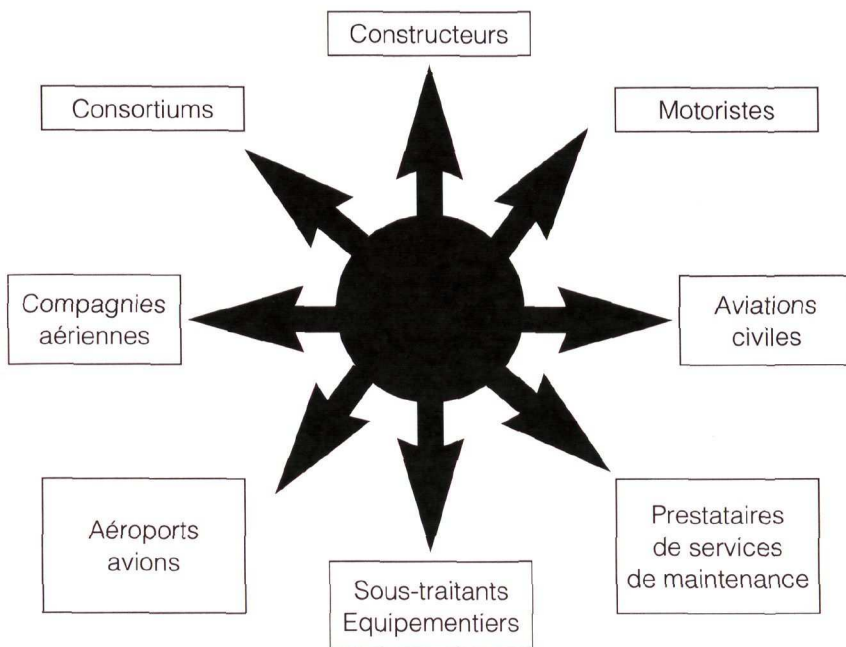 Constructeurs
Consortiums
Motoristes
Compagnies
aériennes
Aviations
civiles
Aéroports
avions
Prestataires
de services
de maintenance
Sous-traitants
Equipementiers